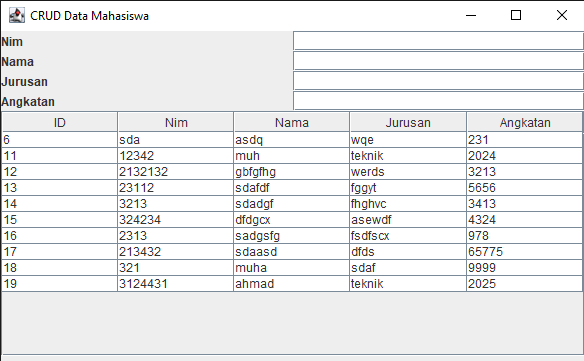 CRUD Data Mahasiswa
Nim
Nama
Jurusan
Angkatan
ID Nim Nama Jurusan Angkatan
6 sda asdq wqe 231
11 12342 muh teknik 2024
12 2132132 gbfgfhg werds 3213
13 23112 sdafdf fggyt 5656
14 3213 sdadgf fhghvc 3413
15 324234 dfdgcx asewdf 4324
16 2313 sadgsfg fsdfscx 978
17 213432 sdaasd dfds 65775
18 321 muha sdaf 9999
19 3124431 ahmad teknik 2025